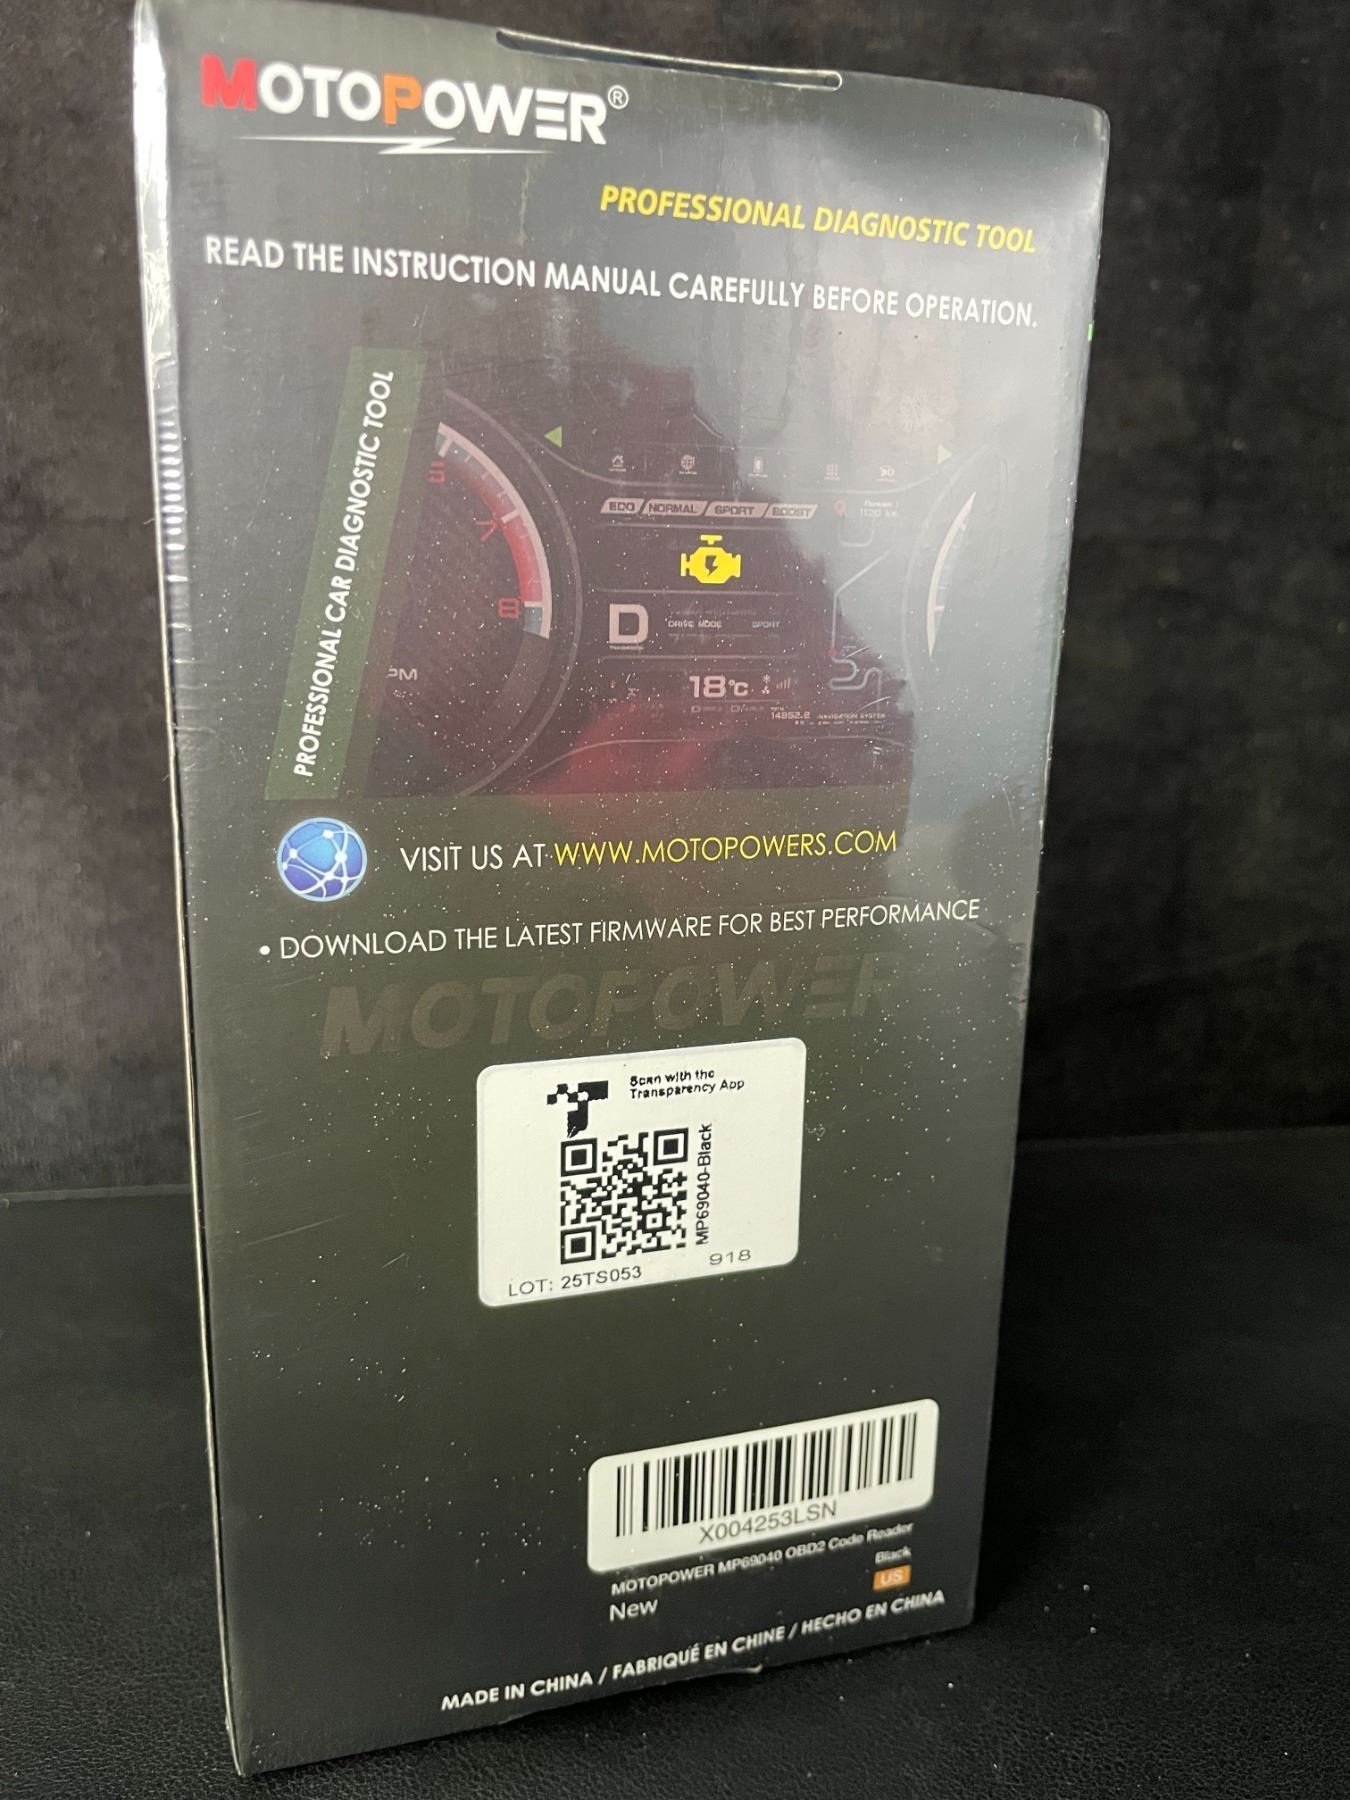 MOTOPOWER®
PROFESSIONAL DIAGNOSTIC TOOL
READ THE INSTRUCTION MANUAL CAREFULLY BEFORE OPERATION.
PROFESSIONAL CAR DIAGNOSTIC TOOL
ECO NORMAL SPORT BOOST
7
8
D
DRIVE MODE SPORT
PM
18°C
14852.2 NAVIGATION SYSTEM
VISIT US AT WWW.MOTOPOWERS.COM
• DOWNLOAD THE LATEST FIRMWARE FOR BEST PERFORMANCE
MOTOPOWER
Scan with the
Transparency App
MP69040-Black
LOT: 25TS053 918
X004253LSN
MOTOPOWER MP69040 OBD2 Code Reader
Black
New US
MADE IN CHINA / FABRIQUÉ EN CHINE / HECHO EN CHINA